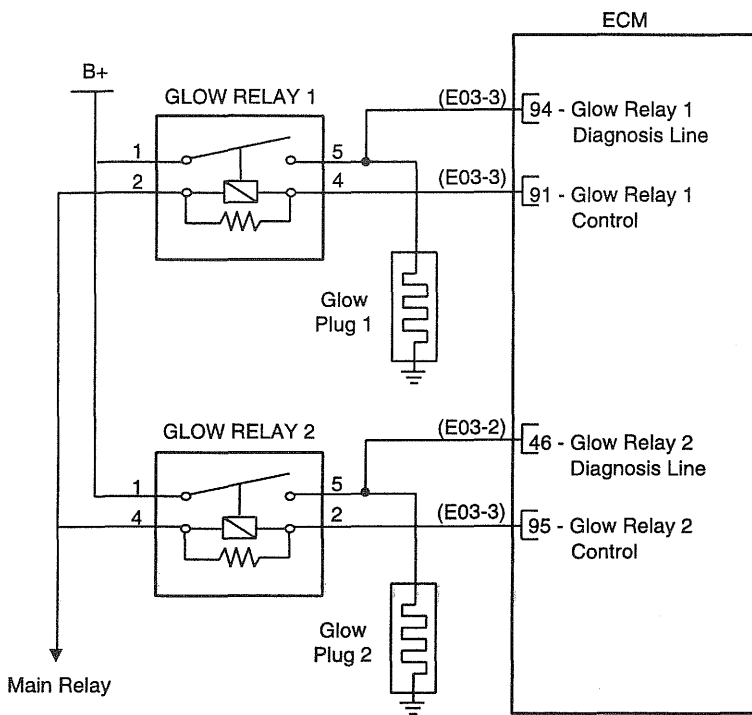 ECM
B+
GLOW RELAY 1
(E03-3)
94 - Glow Relay 1
Diagnosis Line
1
5
2
4
(E03-3)
91 - Glow Relay 1
Control
Glow
Plug 1
GLOW RELAY 2
(E03-2)
46 - Glow Relay 2
Diagnosis Line
1
5
4
2
(E03-3)
95 - Glow Relay 2
Control
Glow
Plug 2
Main Relay